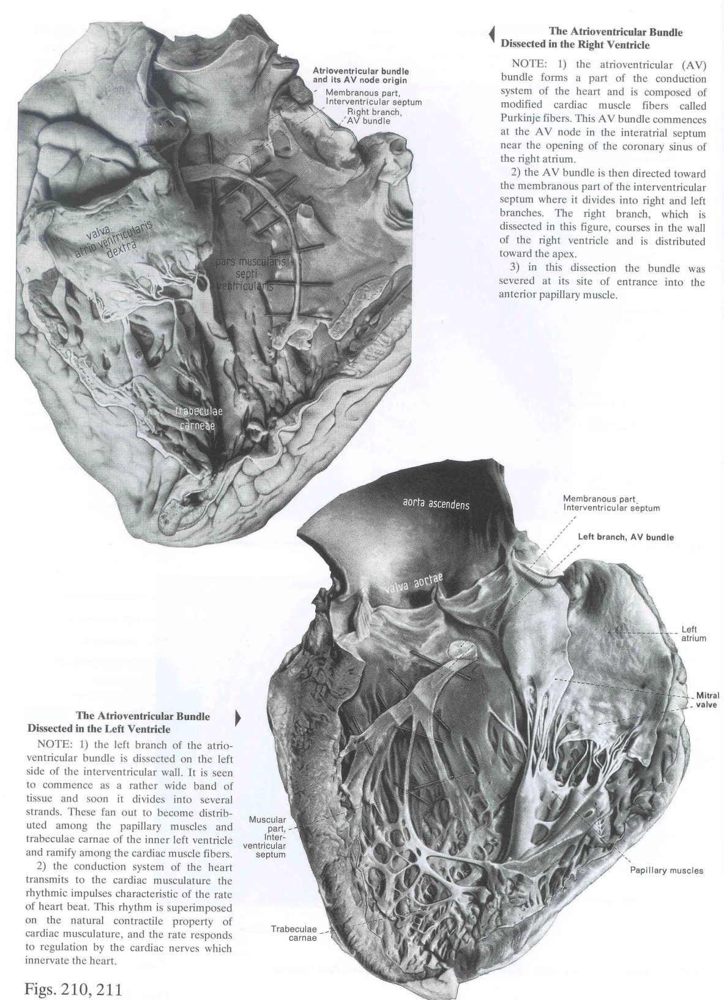 The Atrioventricular Bundle
Dissected in the Right Ventricle
NOTE: 1) the atrioventricular (AV)
bundle forms a part of the conduction
system of the heart and is composed of
modified cardiac muscle fibers called
Purkinje fibers. This AV bundle commences
at the AV node in the interatrial septum
near the opening of the coronary sinus of
the right atrium.
2) the AV bundle is then directed toward
the membranous part of the interventricular
septum where it divides into right and left
branches. The right branch, which is
dissected in this figure, courses in the wall
of the right ventricle and is distributed
toward the apex.
3) in this dissection the bundle was
severed at its site of entrance into the
anterior papillary muscle.
Atrioventricular bundle
and its AV node origin
Membranous part,
Interventricular septum
Right branch,
AV bundle
valva
atrio ventricularis
dextra
pars muscularis
septi
ventricularis
trabeculae
carneae
aorta ascendens
valva aortae
Membranous part
Interventricular septum
Left branch, AV bundle
Left
atrium
Mitral
valve
Papillary muscles
Muscular
part,
Inter-
ventricular
septum
Trabeculae
carnae
The Atrioventricular Bundle
Dissected in the Left Ventricle
NOTE: 1) the left branch of the atrio-
ventricular bundle is dissected on the left
side of the interventricular wall. It is seen
to commence as a rather wide band of
tissue and soon it divides into several
strands. These fan out to become distrib-
uted among the papillary muscles and
trabeculae carnae of the inner left ventricle
and ramify among the cardiac muscle fibers.
2) the conduction system of the heart
transmits to the cardiac musculature the
rhythmic impulses characteristic of the rate
of heart beat. This rhythm is superimposed
on the natural contractile property of
cardiac musculature, and the rate responds
to regulation by the cardiac nerves which
innervate the heart.
Figs. 210, 211